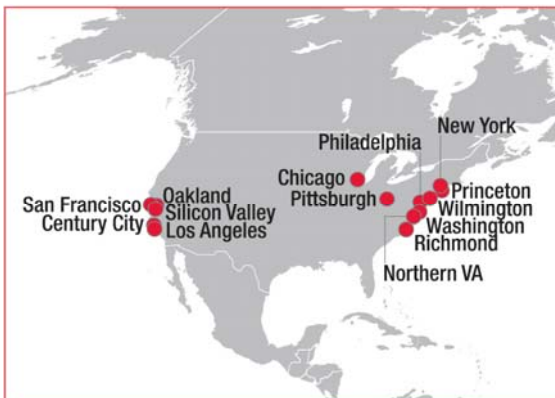 New York
Philadelphia
Chicago
Pittsburgh
Princeton
Wilmington
Washington
Richmond
Northern VA
San Francisco
Oakland
Silicon Valley
Century City
Los Angeles